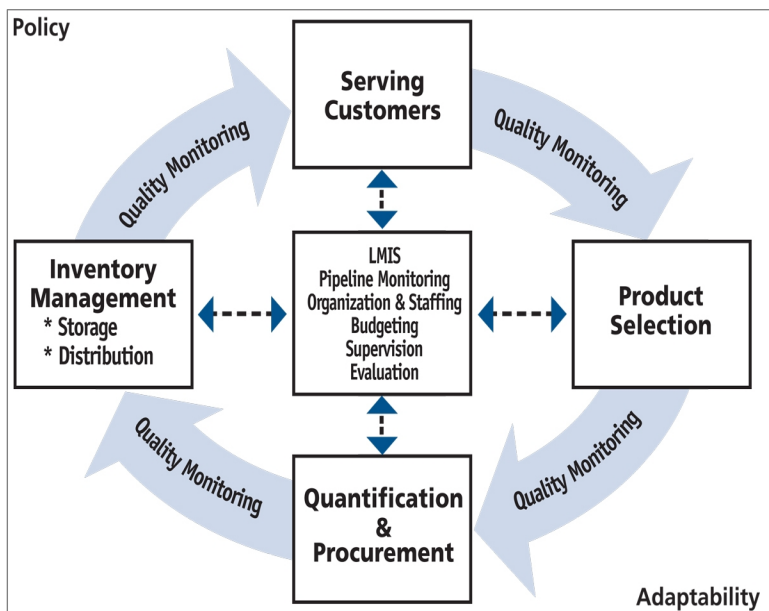 Policy
Serving
Customers
Quality Monitoring
Quality Monitoring
Inventory
Management
* Storage
* Distribution
LMIS
Pipeline Monitoring
Organization & Staffing
Budgeting
Supervision
Evaluation
Product
Selection
Quality Monitoring
Quality Monitoring
Quantification
&
Procurement
Adaptability